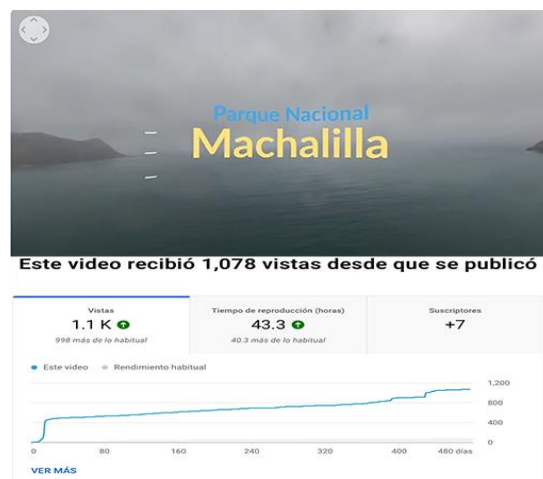 Parque Nacional
Machalilla
Este video recibió 1,078 vistas desde que se publicó
Vistas Tiempo de reproducción (horas) Suscriptores
1.1 K 43.3 +7
998 más de lo habitual 40.3 más de lo habitual
Este video Rendimiento habitual
1,200
800
400
0
0 80 160 240 320 400 480 días
VER MÁS